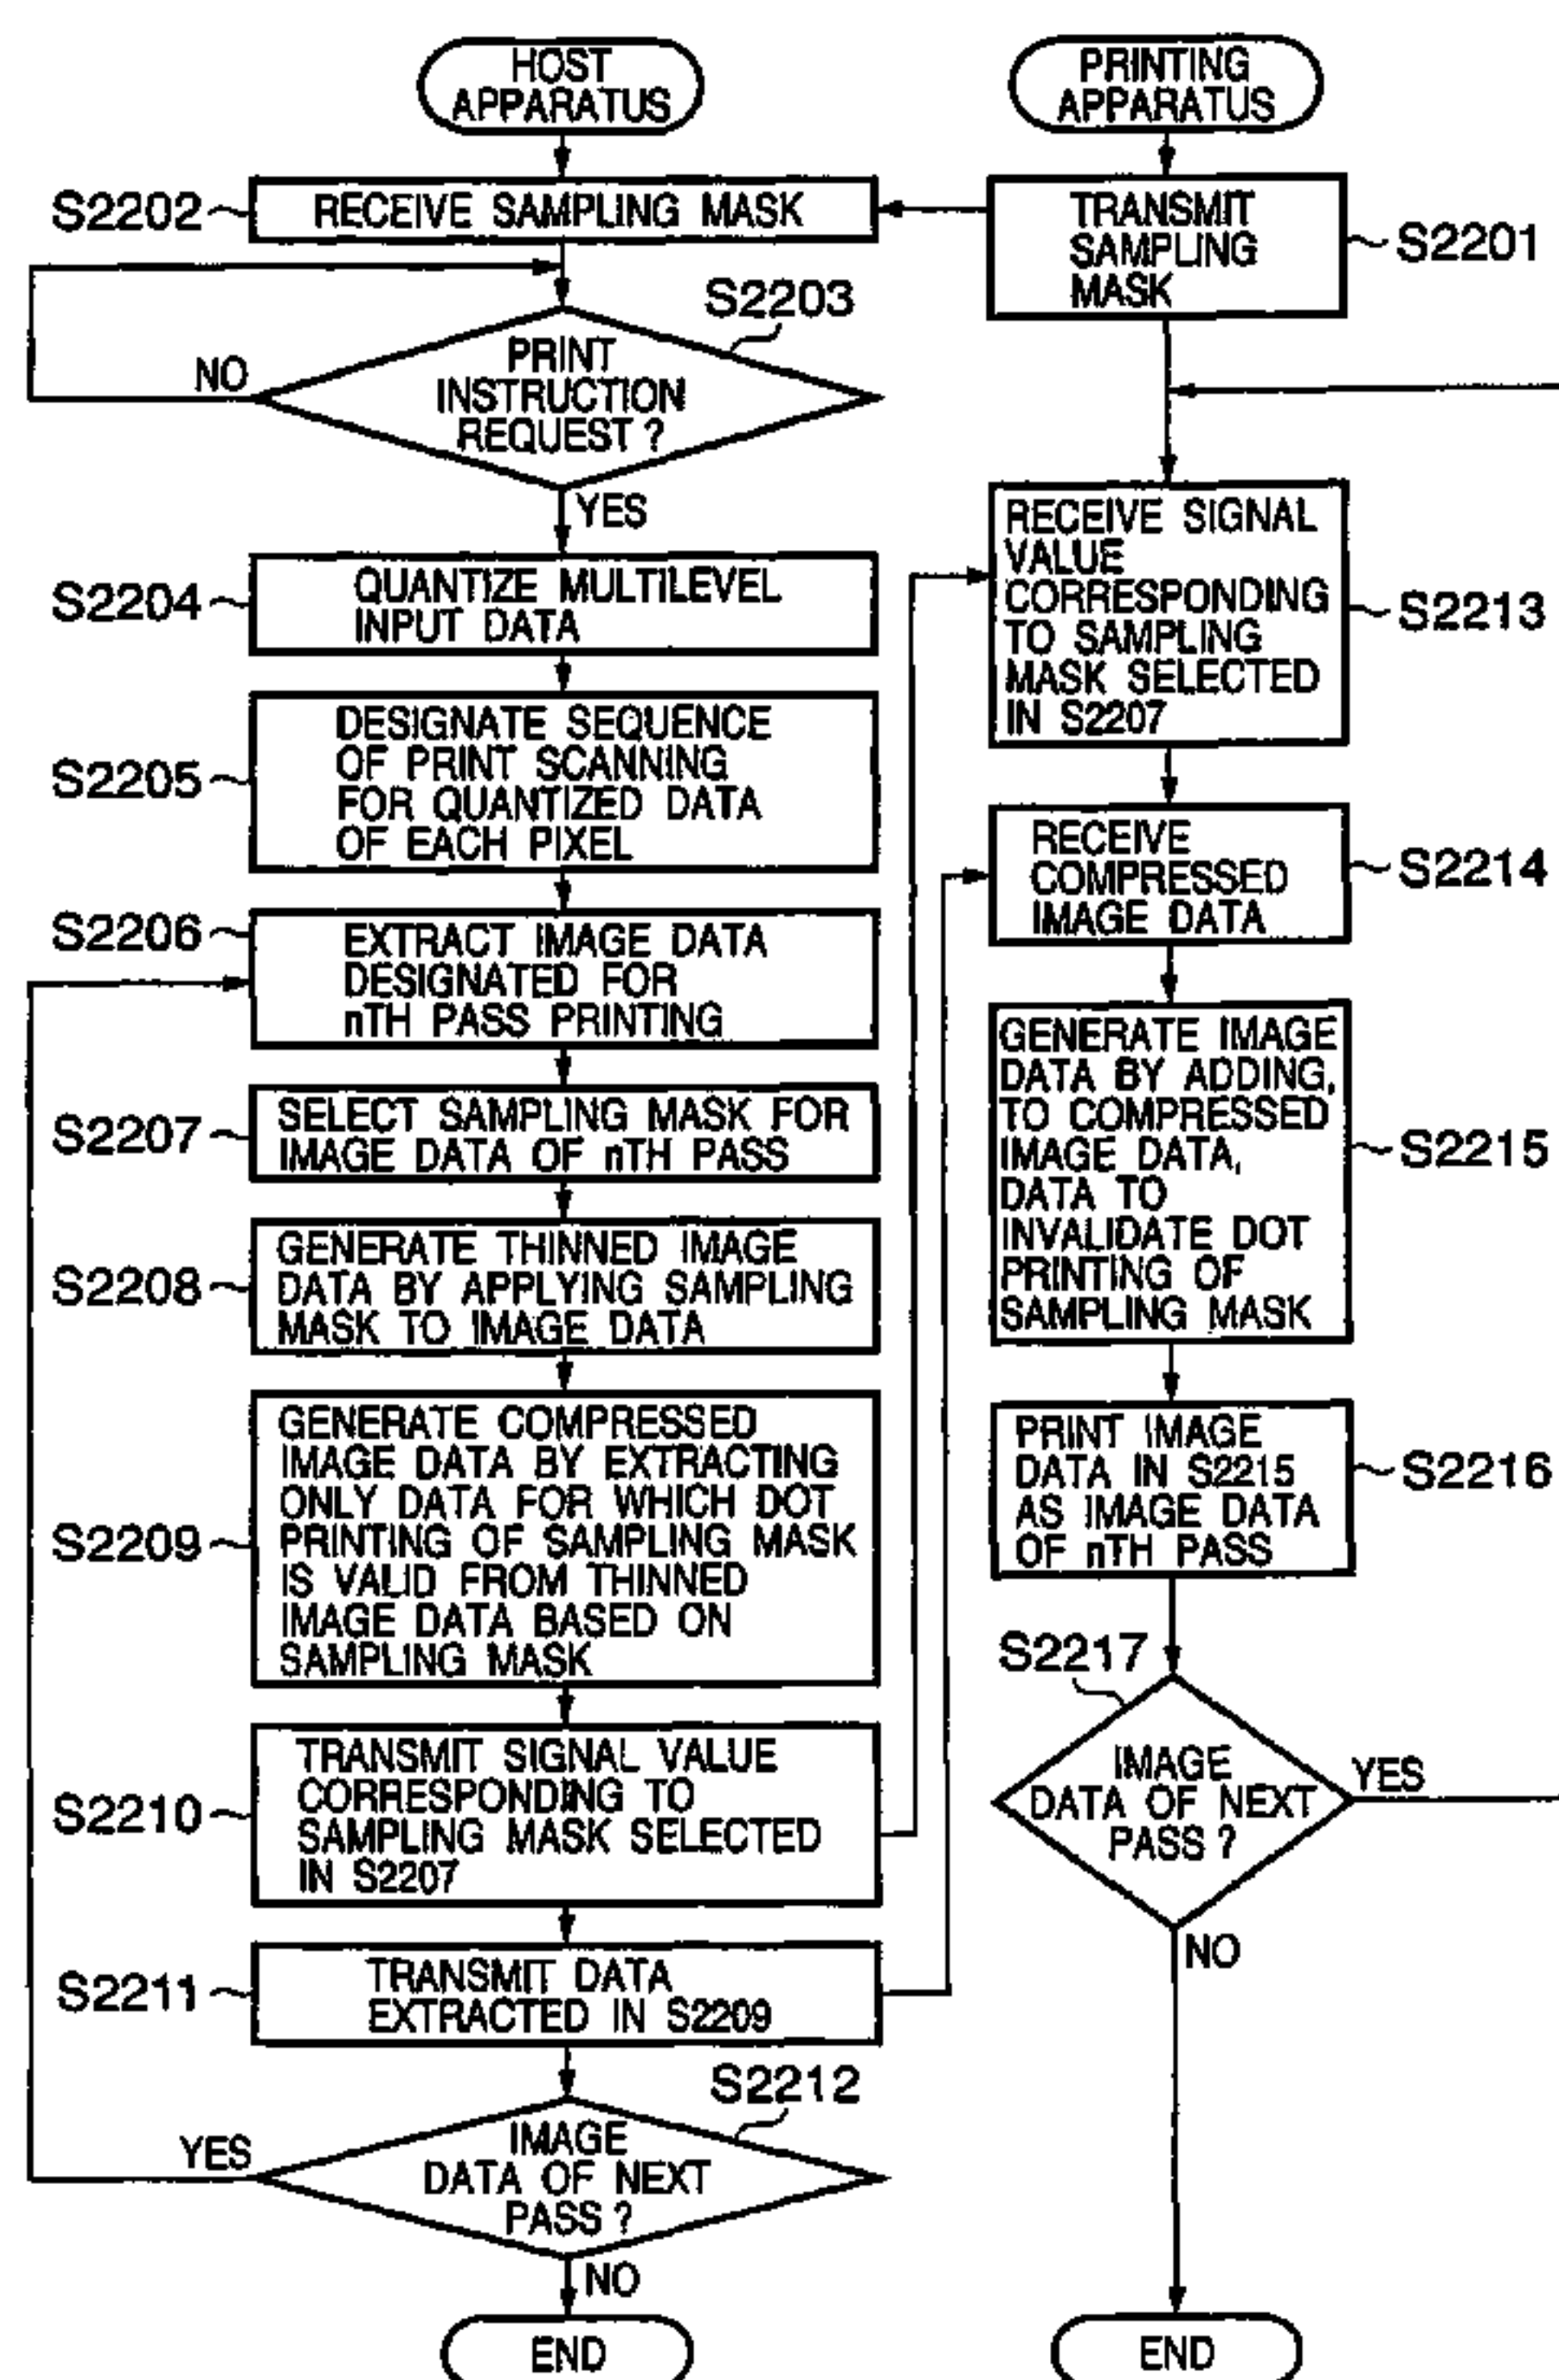 HOST
APPARATUS
S2202
RECEIVE SAMPLING MASK
S2203
PRINT
INSTRUCTION
REQUEST ?
NO
YES
S2204
QUANTIZE MULTILEVEL
INPUT DATA
S2205
DESIGNATE SEQUENCE
OF PRINT SCANNING
FOR QUANTIZED DATA
OF EACH PIXEL
S2206
EXTRACT IMAGE DATA
DESIGNATED FOR
nTH PASS PRINTING
S2207
SELECT SAMPLING MASK FOR
IMAGE DATA OF nTH PASS
S2208
GENERATE THINNED IMAGE
DATA BY APPLYING SAMPLING
MASK TO IMAGE DATA
S2209
GENERATE COMPRESSED
IMAGE DATA BY EXTRACTING
ONLY DATA FOR WHICH DOT
PRINTING OF SAMPLING MASK
IS VALID FROM THINNED
IMAGE DATA BASED ON
SAMPLING MASK
S2210
TRANSMIT SIGNAL VALUE
CORRESPONDING TO
SAMPLING MASK SELECTED
IN S2207
S2211
TRANSMIT DATA
EXTRACTED IN S2209
S2212
IMAGE
DATA OF NEXT
PASS ?
YES
NO
END
PRINTING
APPARATUS
TRANSMIT
SAMPLING
MASK
S2201
RECEIVE SIGNAL
VALUE
CORRESPONDING
TO SAMPLING
MASK SELECTED
IN S2207
S2213
RECEIVE
COMPRESSED
IMAGE DATA
S2214
GENERATE IMAGE
DATA BY ADDING,
TO COMPRESSED
IMAGE DATA,
DATA TO
INVALIDATE DOT
PRINTING OF
SAMPLING MASK
S2215
PRINT IMAGE
DATA IN S2215
AS IMAGE DATA
OF nTH PASS
S2216
S2217
IMAGE
DATA OF NEXT
PASS ?
YES
NO
END